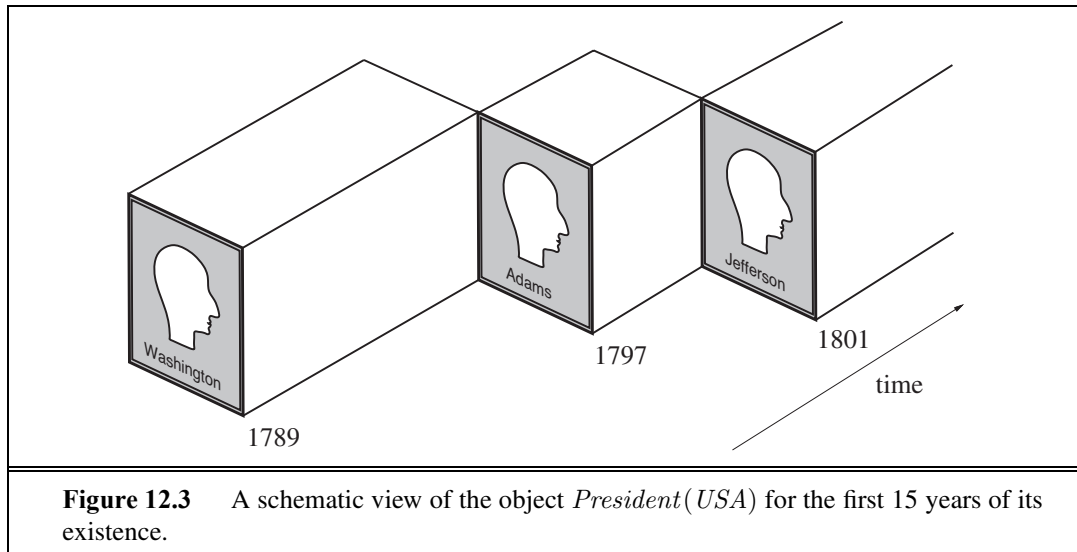 Washington
Adams
Jefferson
1789
1797
1801
time
Figure 12.3 A schematic view of the object President(USA) for the first 15 years of its
existence.